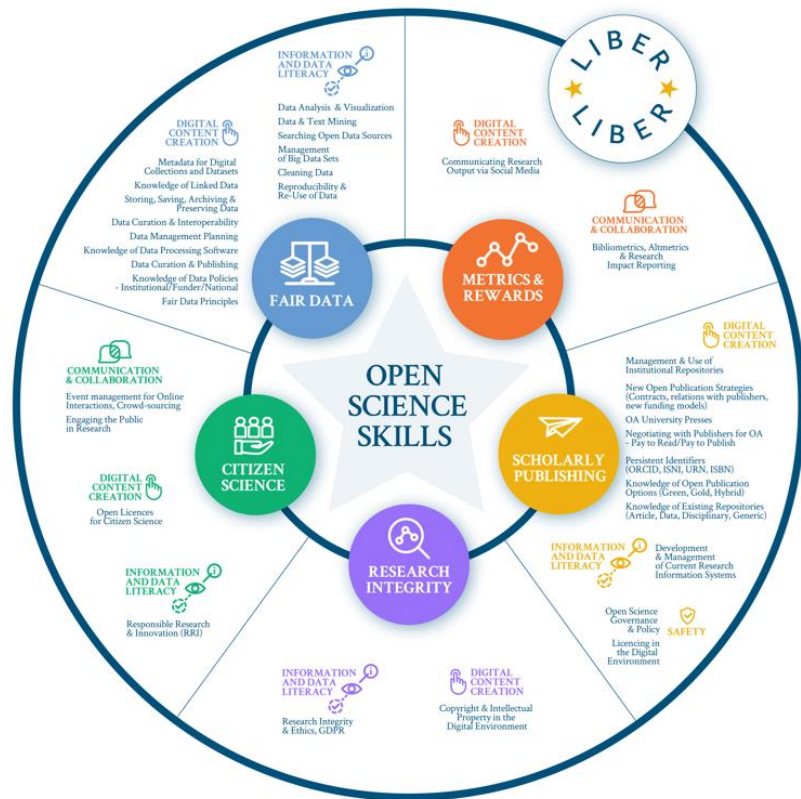 LIBER
LIBER
OPEN
SCIENCE
SKILLS
FAIR DATA
INFORMATION
AND DATA
LITERACY
Data Analysis & Visualization
Data & Text Mining
Searching Open Data Sources
Management
of Big Data Sets
Cleaning Data
Reproducibility &
Re-Use of Data
DIGITAL
CONTENT
CREATION
Metadata for Digital
Collections and Datasets
Knowledge of Linked Data
Storing, Saving, Archiving &
Preserving Data
Data Curation & Interoperability
Data Management Planning
Knowledge of Data Processing Software
Data Curation & Publishing
Knowledge of Data Policies
- Institutional/Funder/National
Fair Data Principles
METRICS &
REWARDS
DIGITAL
CONTENT
CREATION
Communicating Research
Output via Social Media
COMMUNICATION
& COLLABORATION
Bibliometrics, Altmetrics
& Research
Impact Reporting
SCHOLARLY
PUBLISHING
DIGITAL
CONTENT
CREATION
Management & Use of
Institutional Repositories
New Open Publication Strategies
(Contracts, relations with publishers,
new funding models)
OA University Presses
Negotiating with Publishers for OA
- Pay to Read/Pay to Publish
Persistent Identifiers
(ORCID, ISNI, URN, ISBN)
Knowledge of Open Publication
Options (Green, Gold, Hybrid)
Knowledge of Existing Repositories
(Article, Data, Disciplinary, Generic)
INFORMATION
AND DATA
LITERACY
Development
& Management
of Current Research
Information Systems
Open Science
Governance
& Policy
Licencing in
the Digital
Environment
SAFETY
RESEARCH
INTEGRITY
INFORMATION
AND DATA
LITERACY
Research Integrity
& Ethics, GDPR
DIGITAL
CONTENT
CREATION
Copyright & Intellectual
Property in the
Digital Environment
CITIZEN
SCIENCE
COMMUNICATION
& COLLABORATION
Event management for Online
Interactions, Crowd-sourcing
Engaging the Public
in Research
DIGITAL
CONTENT
CREATION
Open Licences
for Citizen Science
INFORMATION
AND DATA
LITERACY
Responsible Research
& Innovation (RRI)